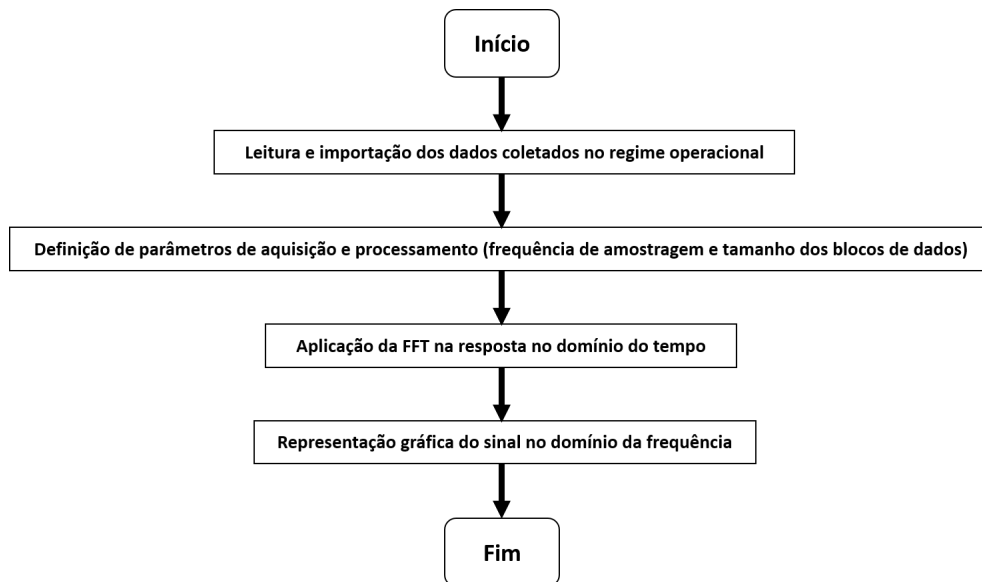 Início
Leitura e importação dos dados coletados no regime operacional
Definição de parâmetros de aquisição e processamento (frequência de amostragem e tamanho dos blocos de dados)
Aplicação da FFT na resposta no domínio do tempo
Representação gráfica do sinal no domínio da frequência
Fim